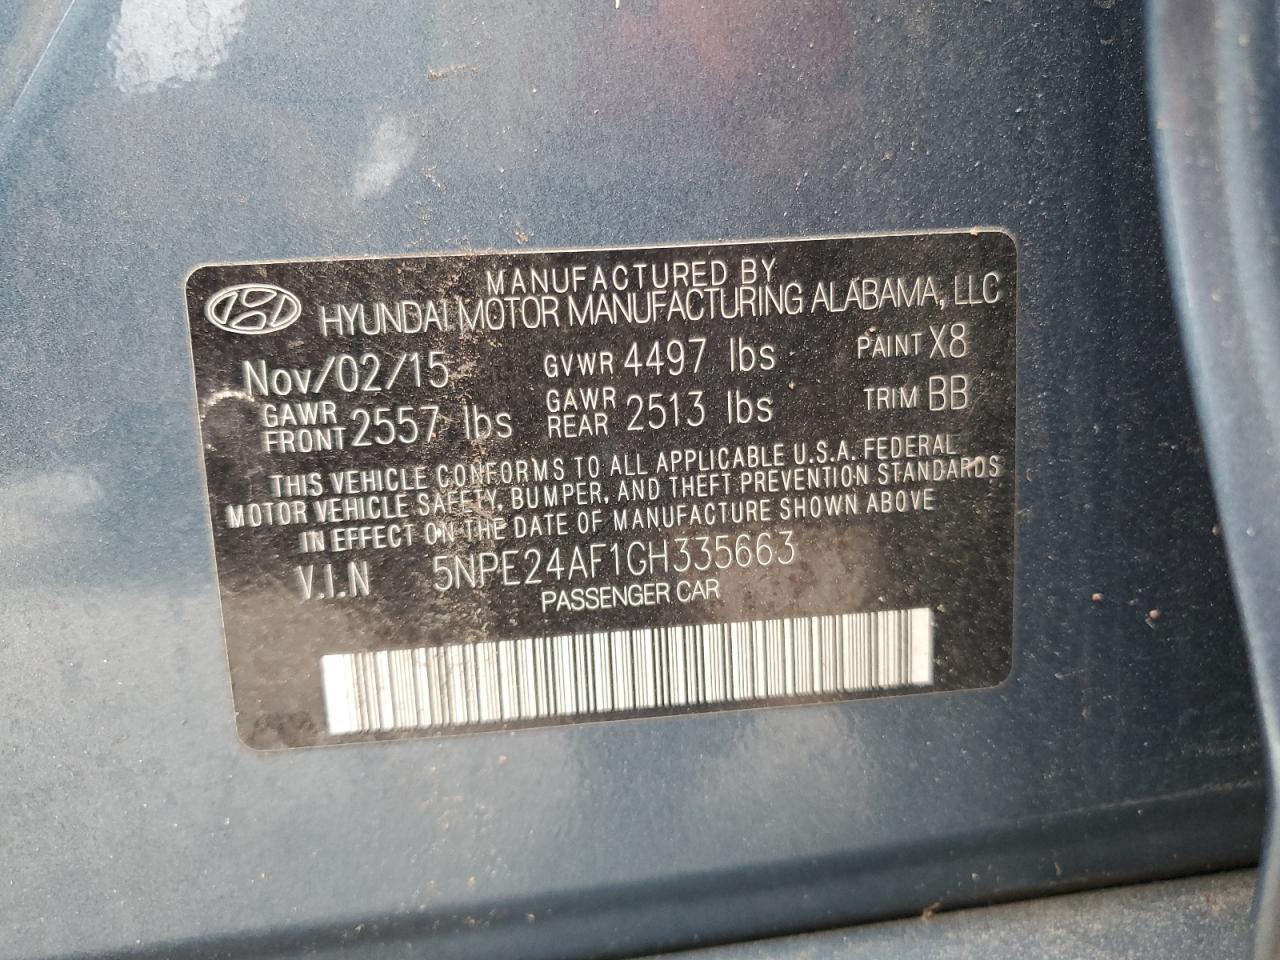 MANUFACTURED BY
HYUNDAI MOTOR MANUFACTURING ALABAMA, LLC
Nov/02/15 GVWR 4497 lbs PAINT X8
GAWR FRONT 2557 lbs GAWR REAR 2513 lbs TRIM BB
THIS VEHICLE CONFORMS TO ALL APPLICABLE U.S.A. FEDERAL
MOTOR VEHICLE SAFETY, BUMPER, AND THEFT PREVENTION STANDARDS
IN EFFECT ON THE DATE OF MANUFACTURE SHOWN ABOVE
V.I.N 5NPE24AF1GH335663
PASSENGER CAR